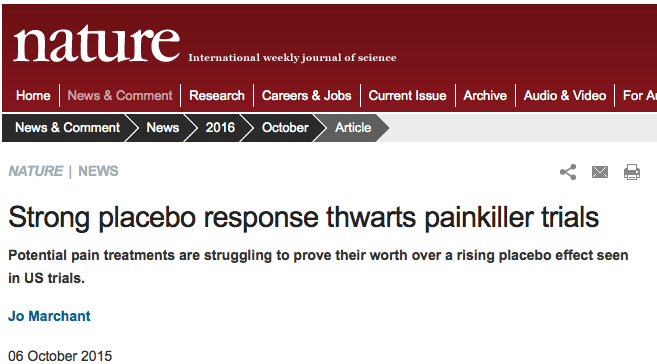 nature International weekly journal of science
Home News & Comment Research Careers & Jobs Current Issue Archive Audio & Video For A
News & Comment News 2016 October Article
NATURE | NEWS
Strong placebo response thwarts painkiller trials
Potential pain treatments are struggling to prove their worth over a rising placebo effect seen
in US trials.
Jo Marchant
06 October 2015